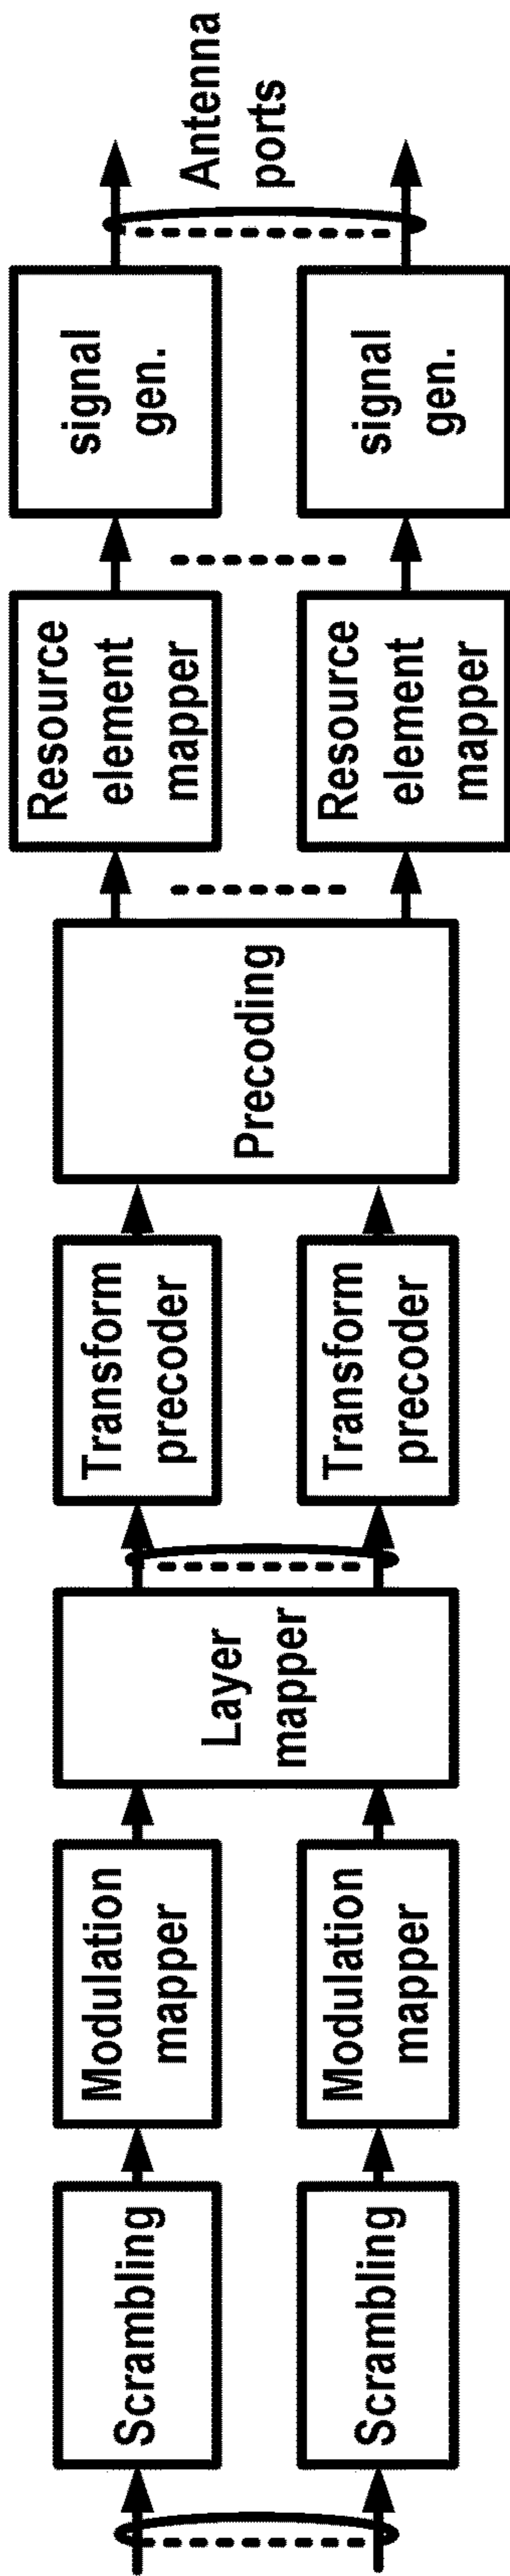 Scrambling
Scrambling
Modulation
mapper
Modulation
mapper
Layer
mapper
Transform
precoder
Transform
precoder
Precoding
Resource
element
mapper
Resource
element
mapper
signal
gen.
signal
gen.
Antenna
ports